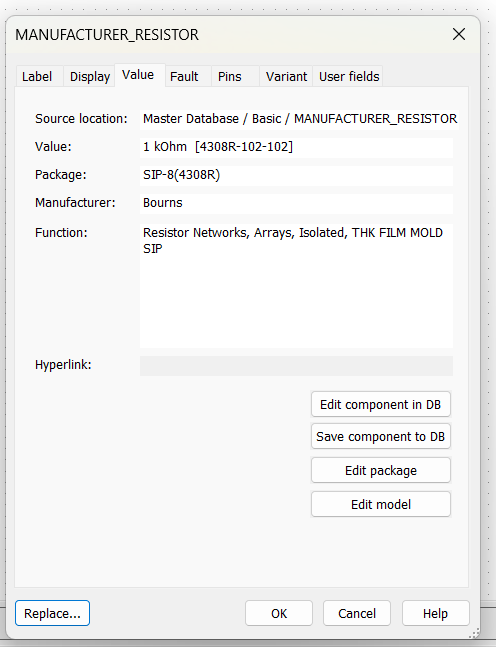 MANUFACTURER_RESISTOR
Label Display Value Fault Pins Variant User fields
Source location: Master Database / Basic / MANUFACTURER_RESISTOR
Value: 1 kOhm [4308R-102-102]
Package: SIP-8(4308R)
Manufacturer: Bourns
Function: Resistor Networks, Arrays, Isolated, THK FILM MOLD
SIP
Hyperlink:
Edit component in DB
Save component to DB
Edit package
Edit model
Replace... OK Cancel Help